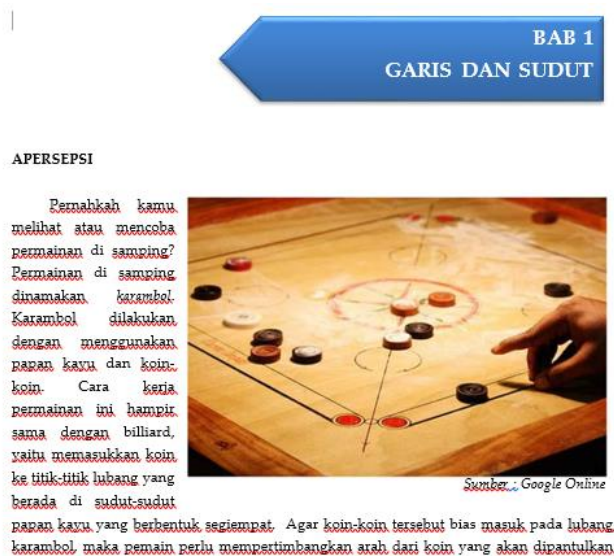 BAB 1
GARIS DAN SUDUT
APERSEPSI
Pernahkah kamu
melihat atau mencoba
permainan di samping?
Permainan di samping
dinamakan karambol.
Karambol dilakukan
dengan menggunakan
papan kayu dan koin-
koin. Cara kerja
permainan ini hampir
sama dengan billiard,
yaitu memasukkan koin
ke titik-titik lubang yang
berada di sudut-sudut
Sumber : Google Online
papan kayu yang berbentuk segiempat. Agar koin-koin tersebut bias masuk pada lubang
karambol, maka pemain perlu mempertimbangkan arah dari koin yang akan dipantulkan